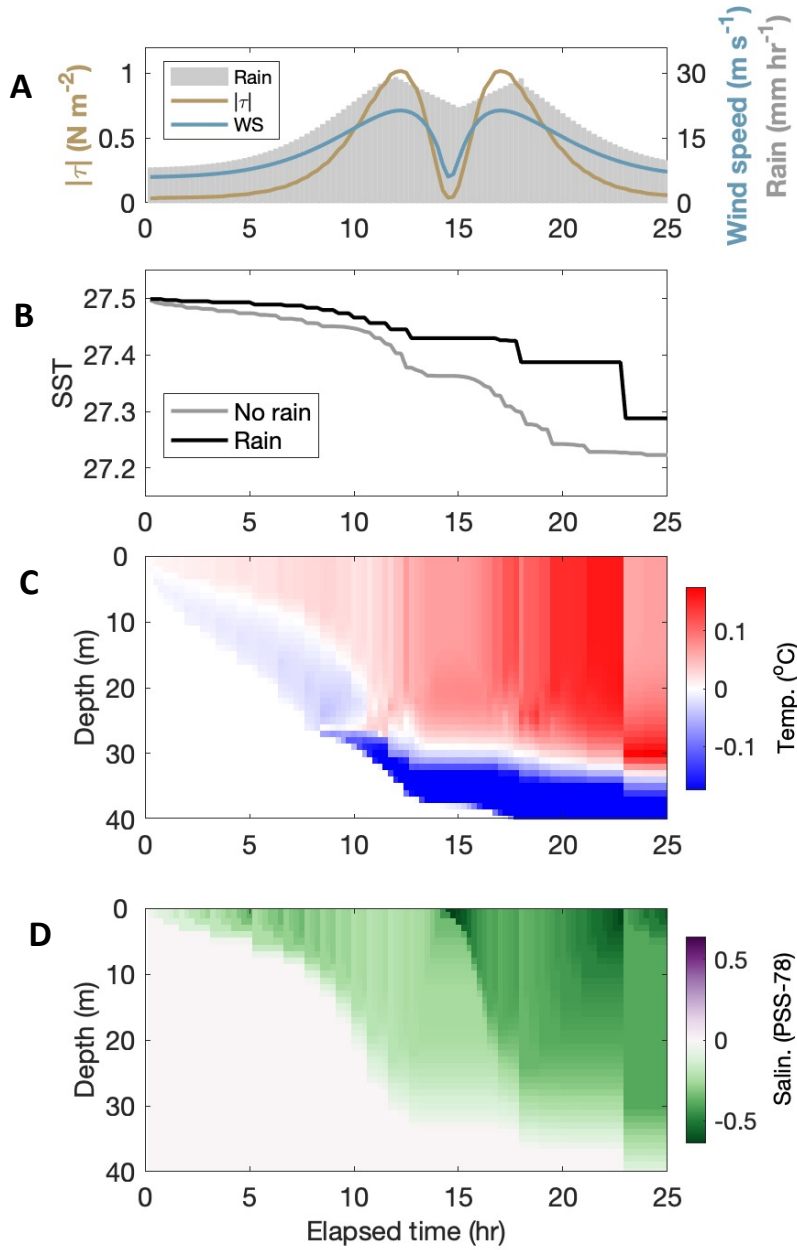 A
|τ| (N m-2)
1
0.5
0
Rain
|τ|
WS
30
15
0
Wind speed (m s-1)
Rain (mm hr-1)
0 5 10 15 20 25
B
SST
27.5
27.4
27.3
27.2
No rain
Rain
0 5 10 15 20 25
C
Depth (m)
0
10
20
30
40
0.1
0
-0.1
Temp. (oC)
0 5 10 15 20 25
D
Depth (m)
0
10
20
30
40
0.5
0
-0.5
Salin. (PSS-78)
0 5 10 15 20 25
Elapsed time (hr)